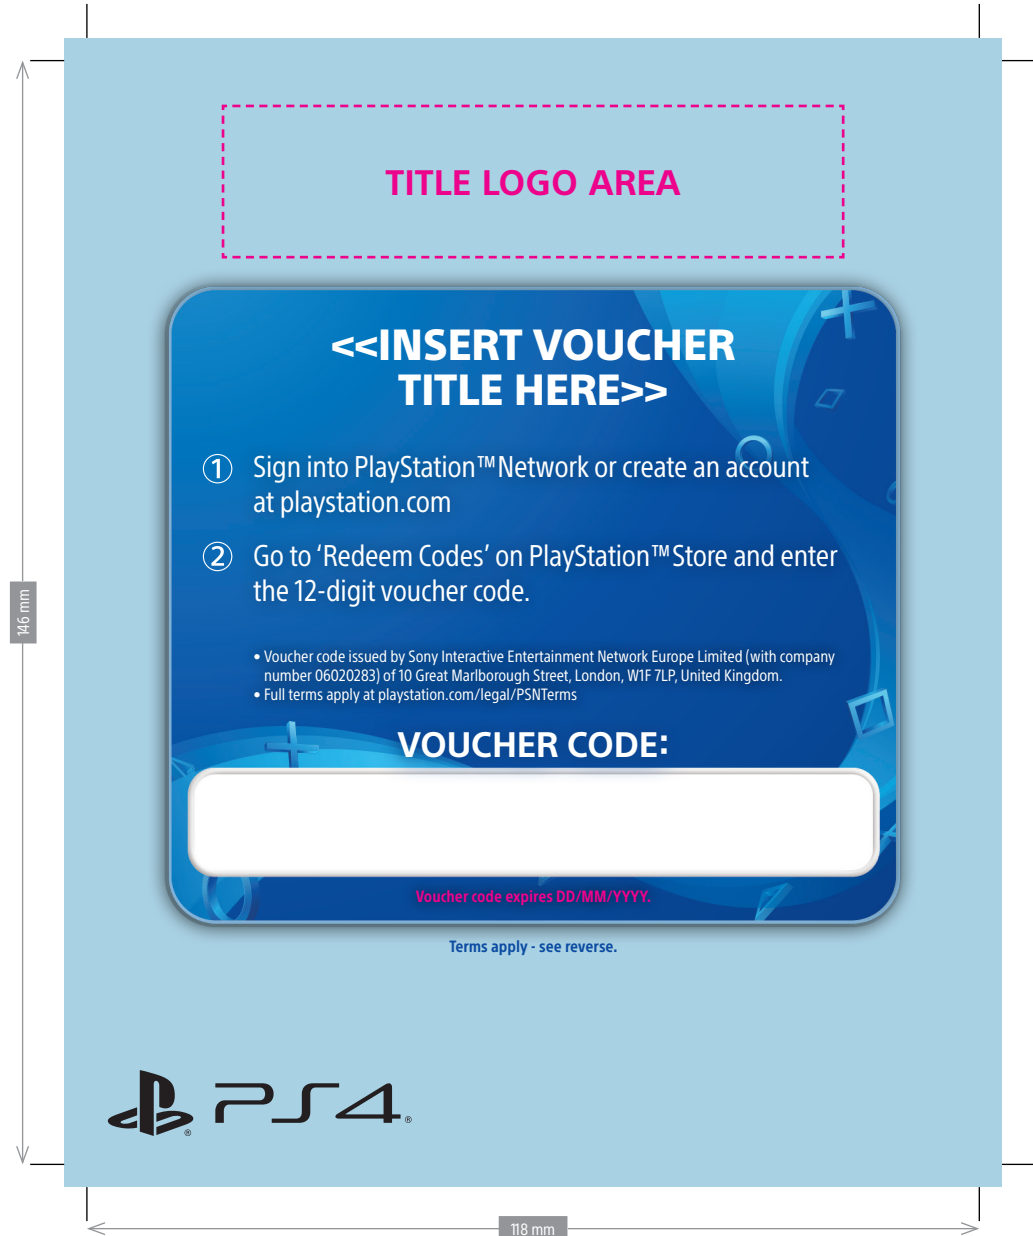 TITLE LOGO AREA
<<INSERT VOUCHER
TITLE HERE>>
1 Sign into PlayStation™Network or create an account
at playstation.com
2 Go to ‘Redeem Codes’ on PlayStation™Store and enter
the 12-digit voucher code.
• Voucher code issued by Sony Interactive Entertainment Network Europe Limited (with company
number 06020283) of 10 Great Marlborough Street, London, W1F 7LP, United Kingdom.
• Full terms apply at playstation.com/legal/PSNTerms
146 mm
VOUCHER CODE:
Voucher code expires DD/MM/YYYY.
Terms apply - see reverse.
® PS4®
118 mm